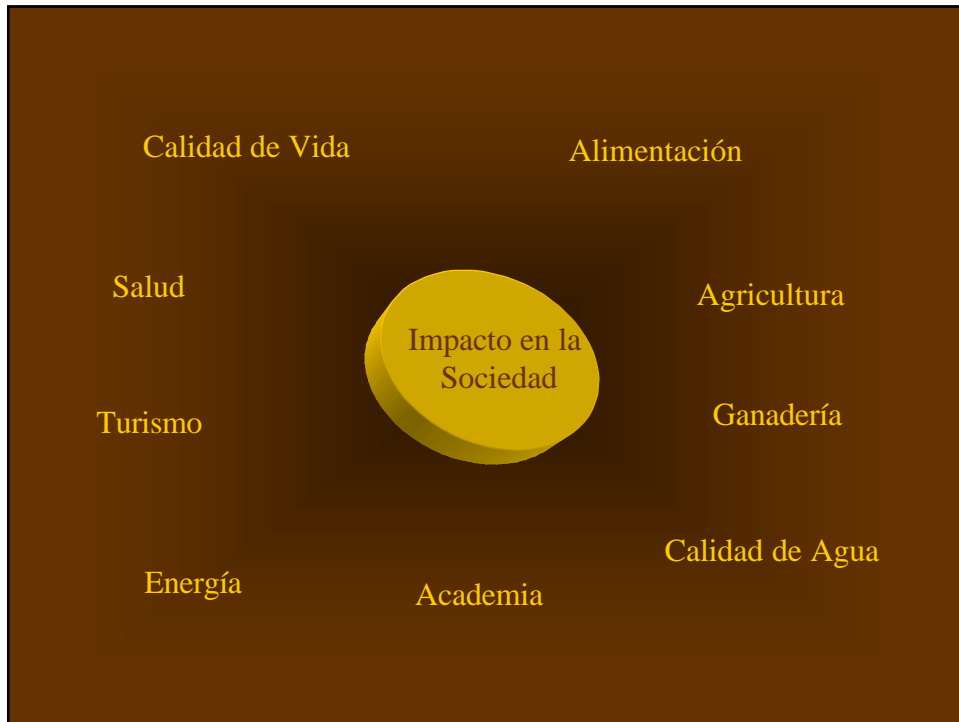 Calidad de Vida
Alimentación
Salud
Agricultura
Impacto en la
Sociedad
Turismo
Ganadería
Calidad de Agua
Energía
Academia